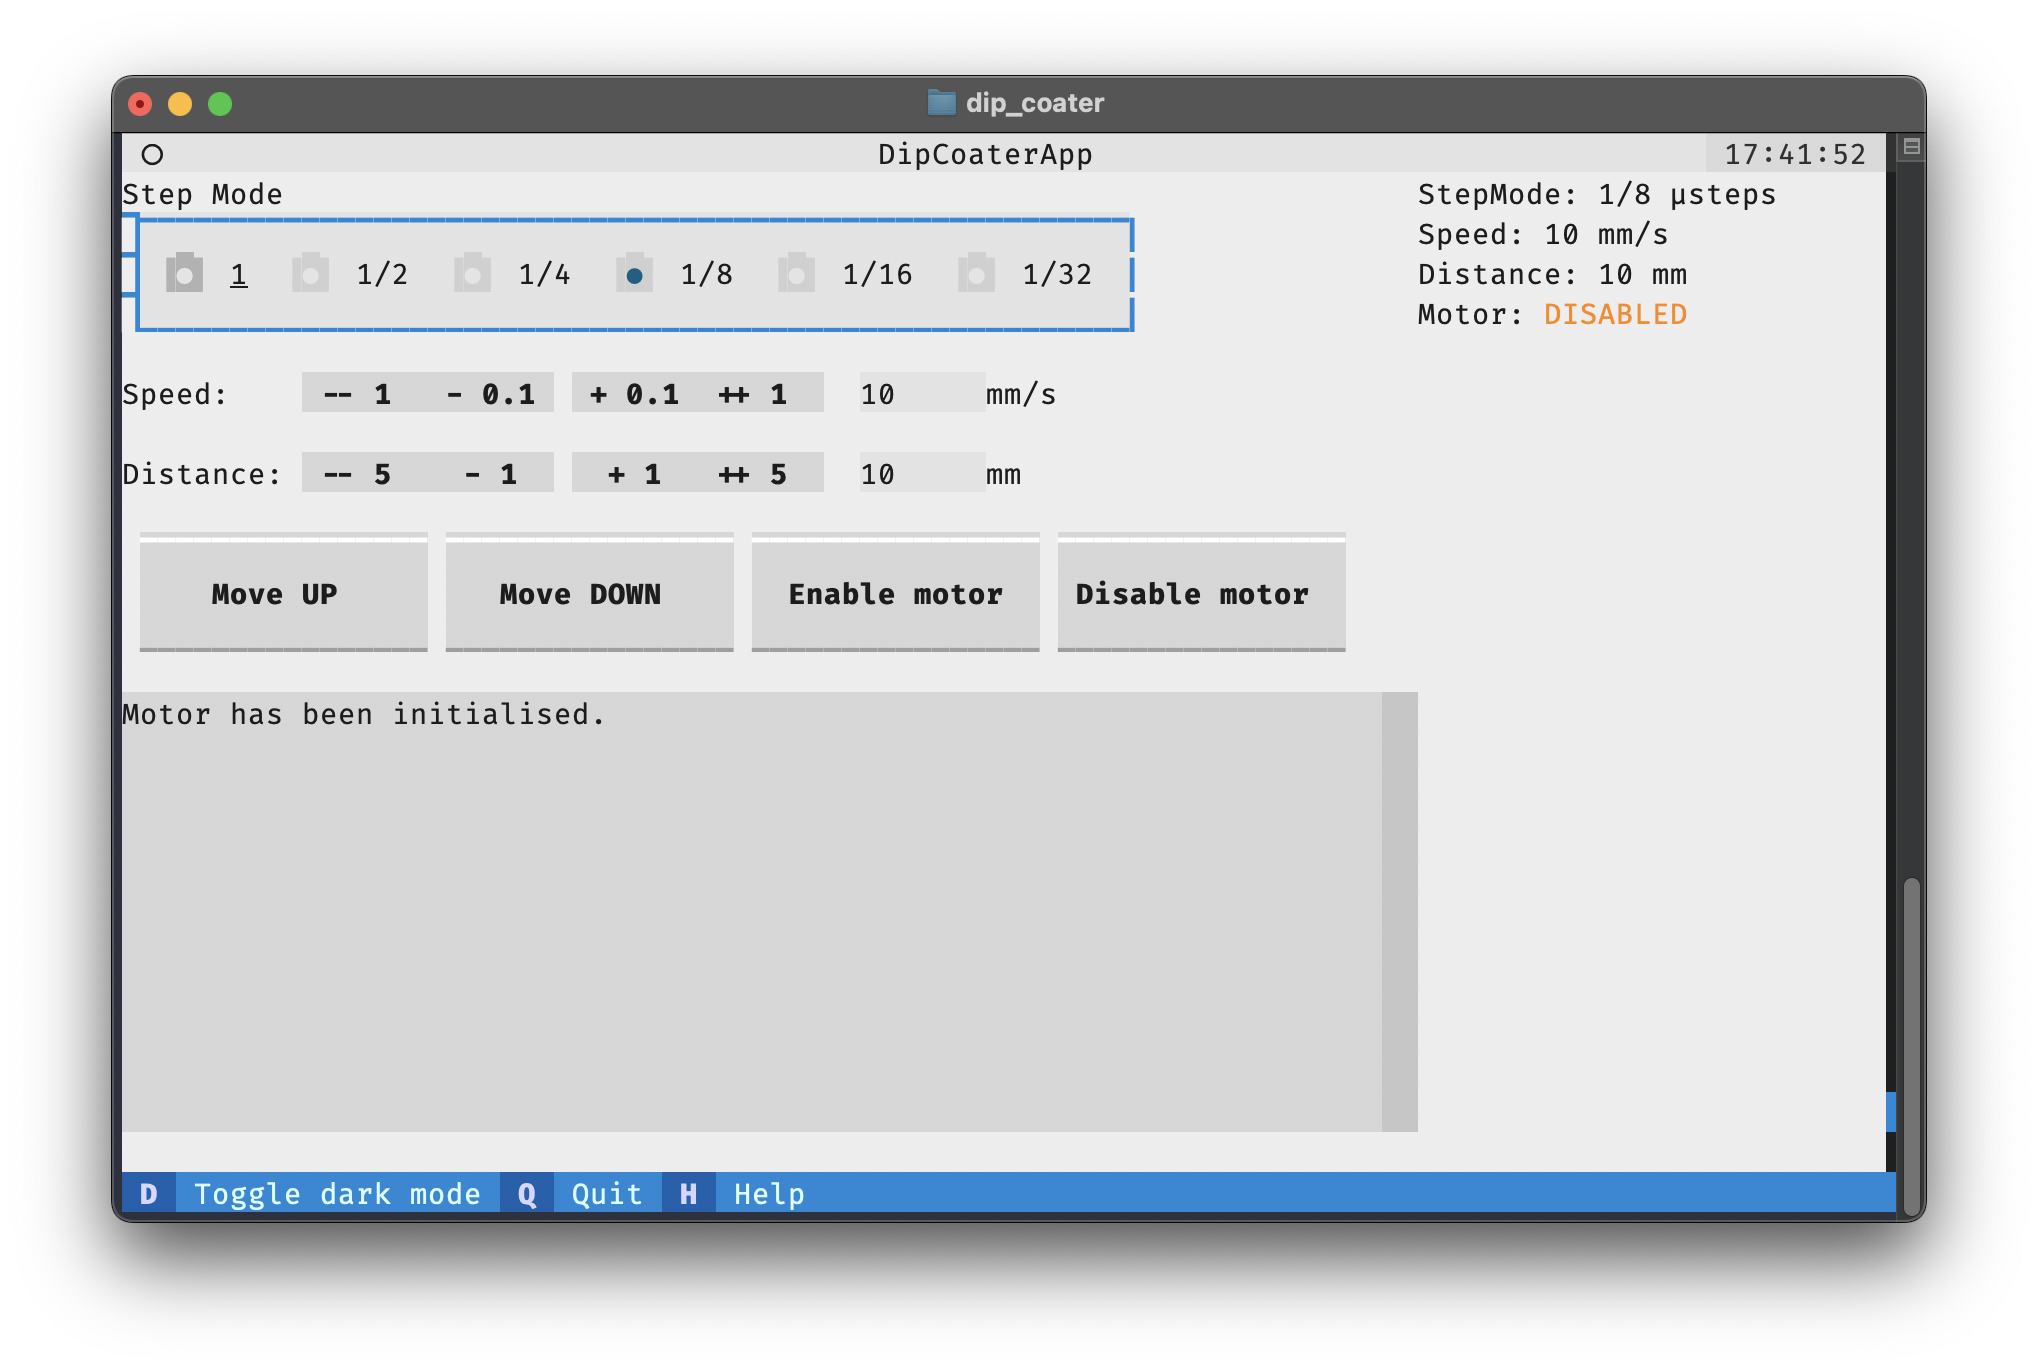 dip_coater
DipCoaterApp 17:41:52
Step Mode
1 1/2 1/4 1/8 1/16 1/32
StepMode: 1/8 µsteps
Speed: 10 mm/s
Distance: 10 mm
Motor: DISABLED
Speed: -- 1 - 0.1 + 0.1 ++ 1 10 mm/s
Distance: -- 5 - 1 + 1 ++ 5 10 mm
Move UP Move DOWN Enable motor Disable motor
Motor has been initialised.
D Toggle dark mode Q Quit H Help